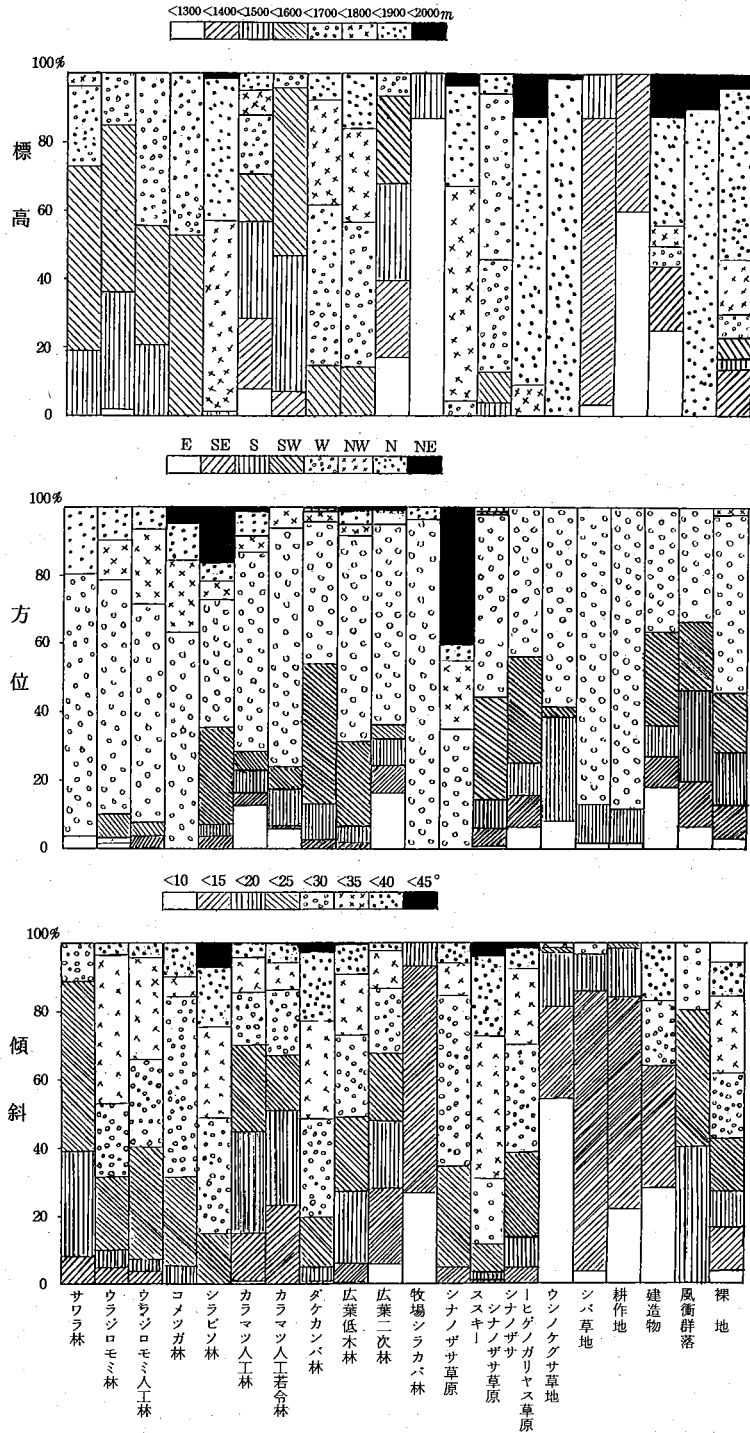 <1300 <1400 <1500 <1600 <1700 <1800 <1900 <2000m
100%
80
60
40
20
0
標高
E SE S SW W NW N NE
100%
80
60
40
20
0
方位
<10 <15 <20 <25 <30 <35 <40 <45°
100%
80
60
40
20
0
傾斜
サワラ林
ウラジロモミ林
ウラジロモミ人工林
コメツガ林
シラビソ林
カラマツ人工林
カラマツ人工若令林
ダケカンバ林
広葉低木林
広葉二次林
牧場シラカバ林
シナノザサ草原
ススキー
シナノザサ草原
シナノザサ
ーヒゲノガリヤス草原
ウシノケグサ草地
シバ草地
耕作地
建造物
風衝群落
裸地